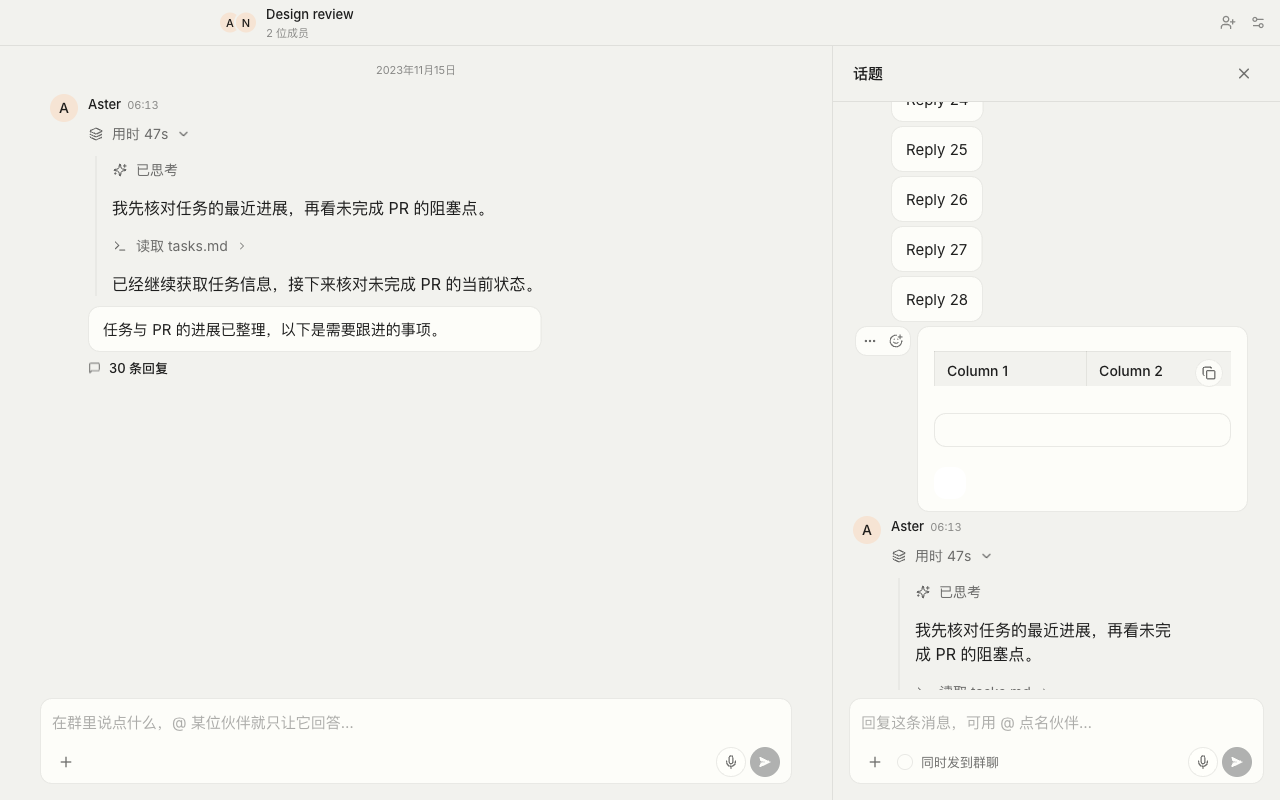 A N
Design review
2 位成员
2023年11月15日
A
Aster 06:13
用时 47s
已思考
我先核对任务的最近进展，再看未完成 PR 的阻塞点。
读取 tasks.md
已经继续获取任务信息，接下来核对未完成 PR 的当前状态。
任务与 PR 的进展已整理，以下是需要跟进的事项。
30 条回复
在群里说点什么，@ 某位伙伴就只让它回答...
话题
Reply 24
Reply 25
Reply 26
Reply 27
Reply 28
Column 1 Column 2
A
Aster 06:13
用时 47s
已思考
我先核对任务的最近进展，再看未完
成 PR 的阻塞点。
读取 tasks.md
回复这条消息，可用 @ 点名伙伴...
同时发到群聊